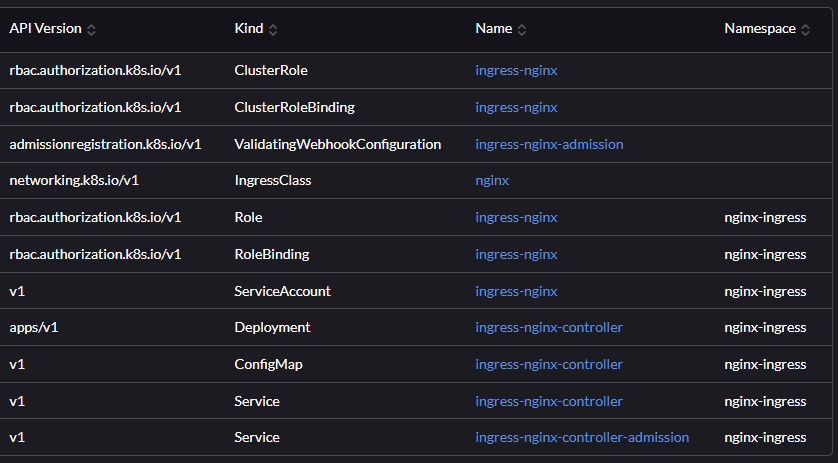 API Version Kind Name Namespace
rbac.authorization.k8s.io/v1 ClusterRole ingress-nginx
rbac.authorization.k8s.io/v1 ClusterRoleBinding ingress-nginx
admissionregistration.k8s.io/v1 ValidatingWebhookConfiguration ingress-nginx-admission
networking.k8s.io/v1 IngressClass nginx
rbac.authorization.k8s.io/v1 Role ingress-nginx nginx-ingress
rbac.authorization.k8s.io/v1 RoleBinding ingress-nginx nginx-ingress
v1 ServiceAccount ingress-nginx nginx-ingress
apps/v1 Deployment ingress-nginx-controller nginx-ingress
v1 ConfigMap ingress-nginx-controller nginx-ingress
v1 Service ingress-nginx-controller nginx-ingress
v1 Service ingress-nginx-controller-admission nginx-ingress